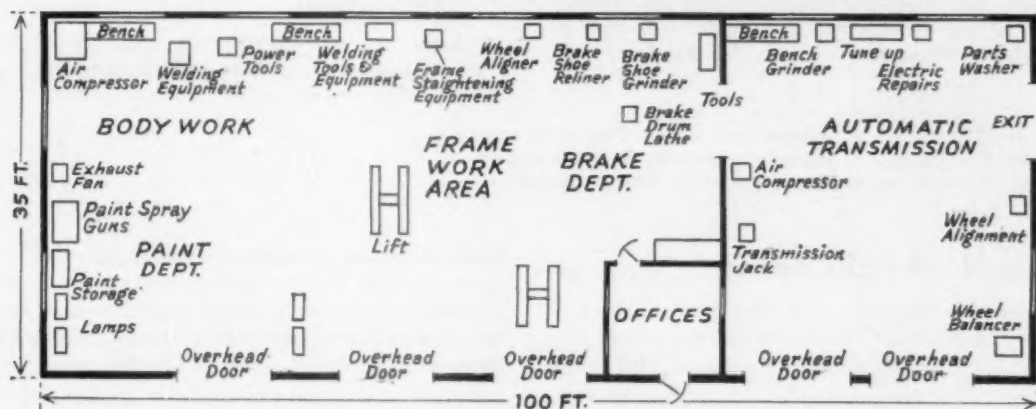 35 FT.
Bench
Air
Compressor
Welding
Equipment
Power
Tools
Bench
Welding
Tools &
Equipment
Frame
Staightening
Equipment
Wheel
Aligner
Brake
Shoe
Reliner
Brake
Shoe
Grinder
Tools
Brake
Drum
Lathe
Bench
Bench
Grinder
Tune up
Electric
Repairs
Parts
Washer
BODY WORK
FRAME
WORK
AREA
BRAKE
DEPT.
AUTOMATIC
TRANSMISSION
EXIT
Exhaust
Fan
Paint Spray
Guns
PAINT
DEPT.
Paint
Storage
Lamps
Lift
Air
Compressor
Transmission
Jack
Wheel
Alignment
Wheel
Balancer
OFFICES
Overhead
Door
Overhead
Door
Overhead
Door
Overhead
Door
Overhead
Door
100 FT.